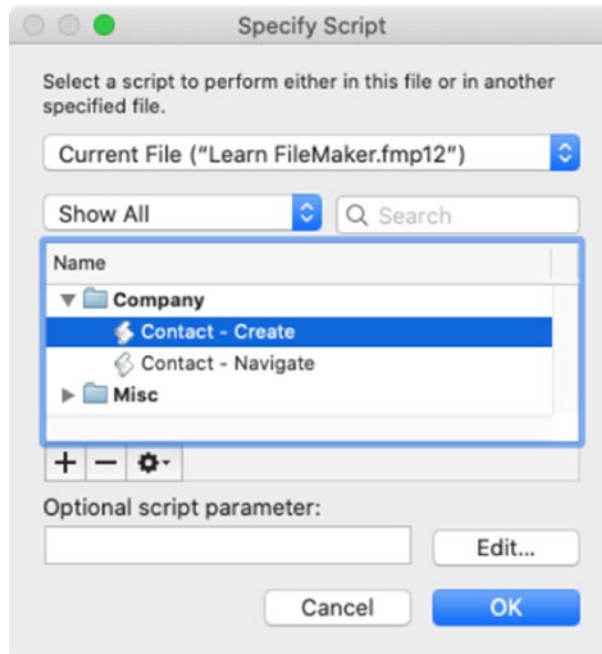 Specify Script
Select a script to perform either in this file or in another
specified file.
Current File (“Learn FileMaker.fmp12”)
Show All
Search
Name
Company
Contact - Create
Contact - Navigate
Misc
Optional script parameter:
Edit...
Cancel
OK